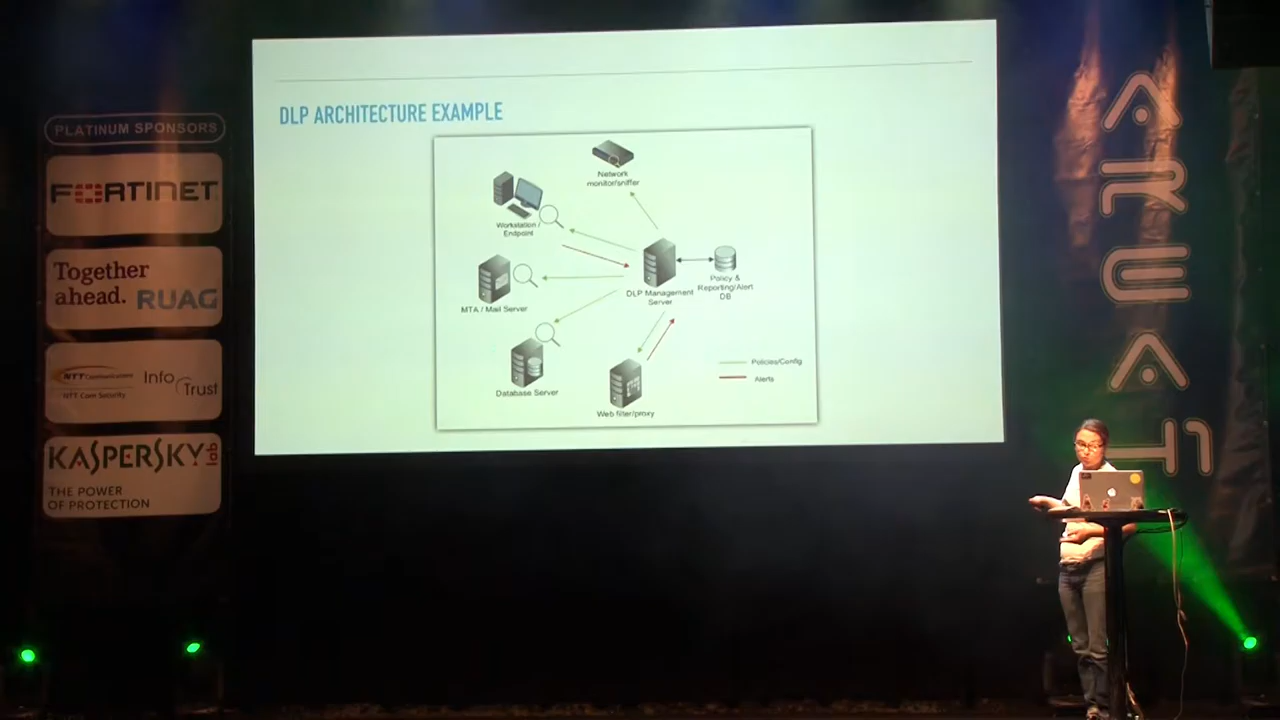 PLATINUM SPONSORS
FORTINET
Together
ahead. RUAG
NTT Communications
NTT Com Security
Info
Trust
KASPERSKY lab
THE POWER
OF PROTECTION
DLP ARCHITECTURE EXAMPLE
Network
monitor/sniffer
Workstation /
Endpoint
MTA / Mail Server
DLP Management
Server
Policy &
Reporting/Alert
DB
Database Server
Web filter/proxy
Policies/Config
Alerts
AREA41